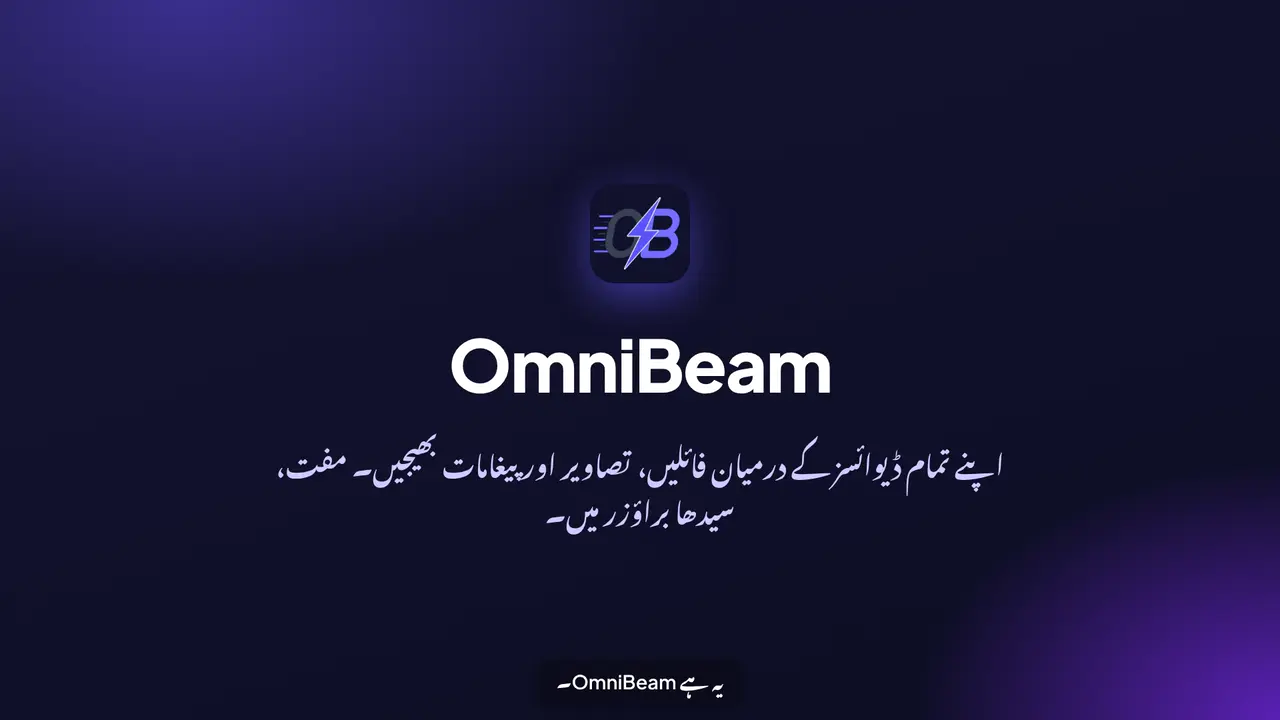 OB
OmniBeam
اپنے تمام ڈیوائسز کے درمیان فائلیں، تصاویر اور پیغامات بھیجیں۔ مفت،
سیدھا براؤزر میں۔
یہ ہے OmniBeam۔